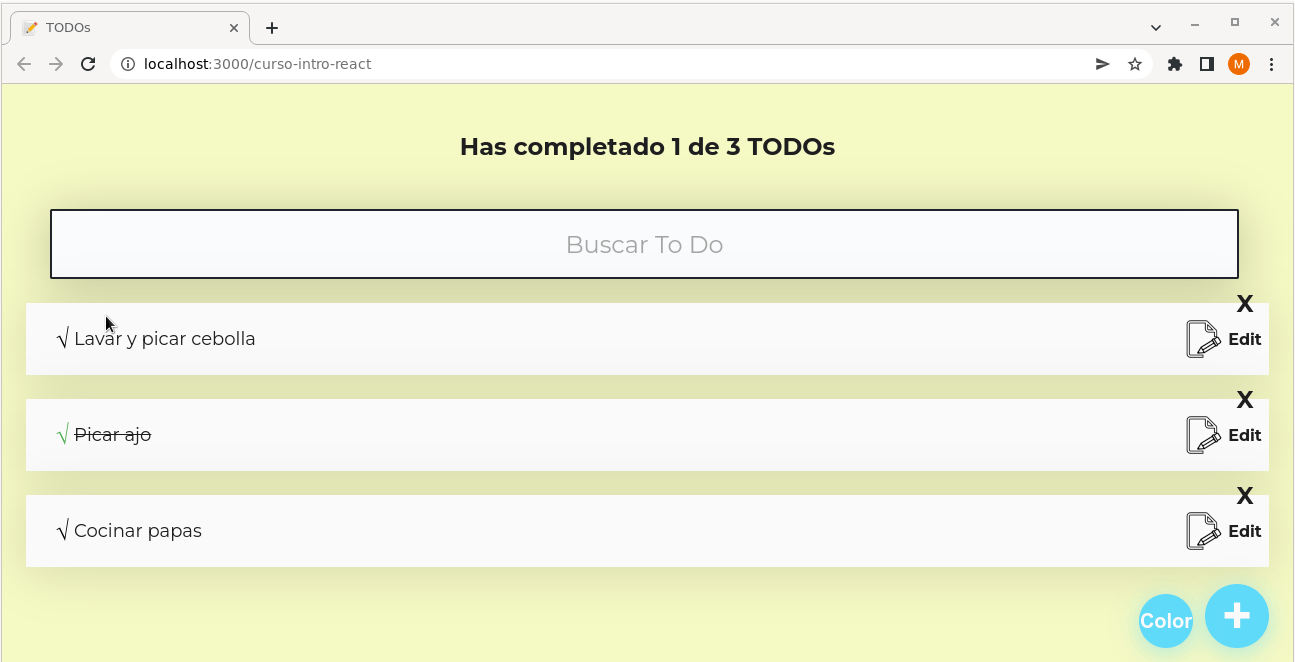 TODOs
localhost:3000/curso-intro-react
M
Has completado 1 de 3 TODOs
Buscar To Do
X
√ Lavar y picar cebolla
Edit
X
√ Picar ajo
Edit
X
√ Cocinar papas
Edit
Color
+